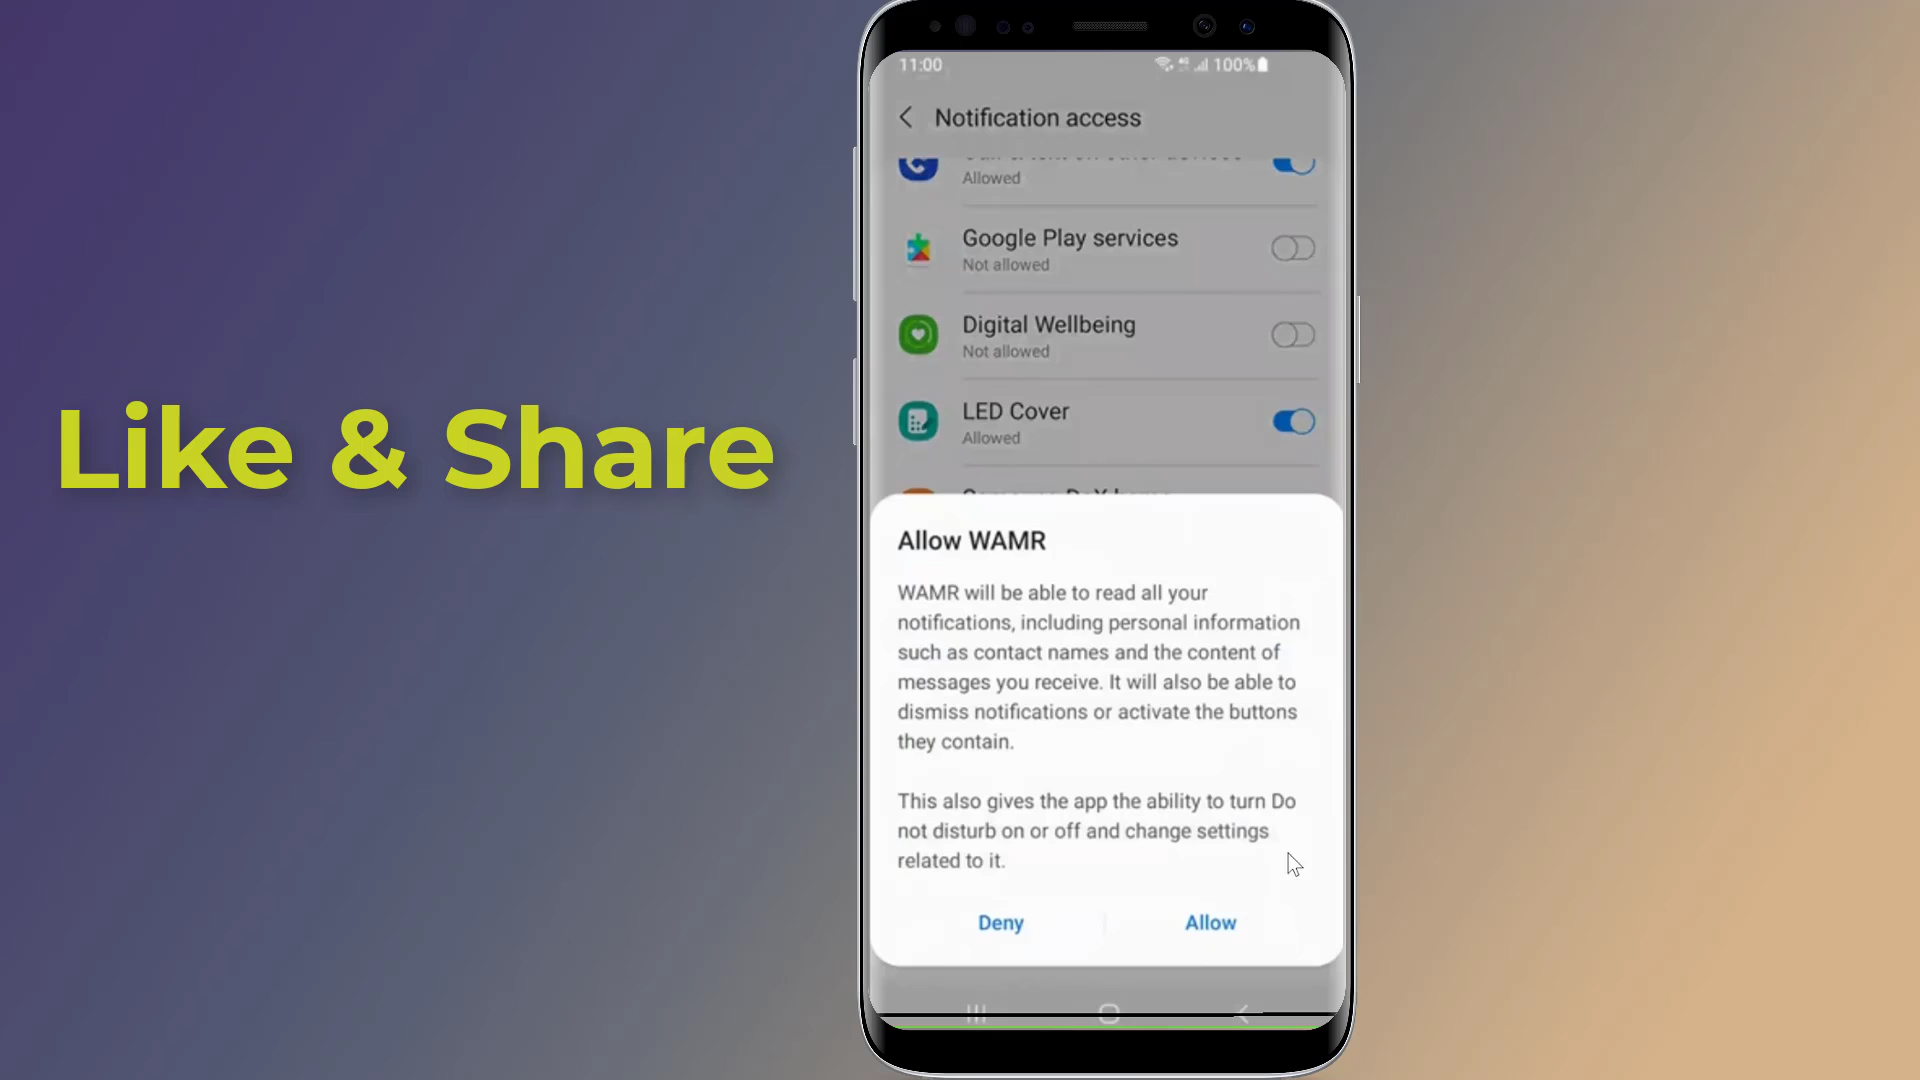 Like & Share
11:00
100%
Notification access
Allowed
Google Play services
Not allowed
Digital Wellbeing
Not allowed
LED Cover
Allowed
Allow WAMR
WAMR will be able to read all your
notifications, including personal information
such as contact names and the content of
messages you receive. It will also be able to
dismiss notifications or activate the buttons
they contain.
This also gives the app the ability to turn Do
not disturb on or off and change settings
related to it.
Deny
Allow